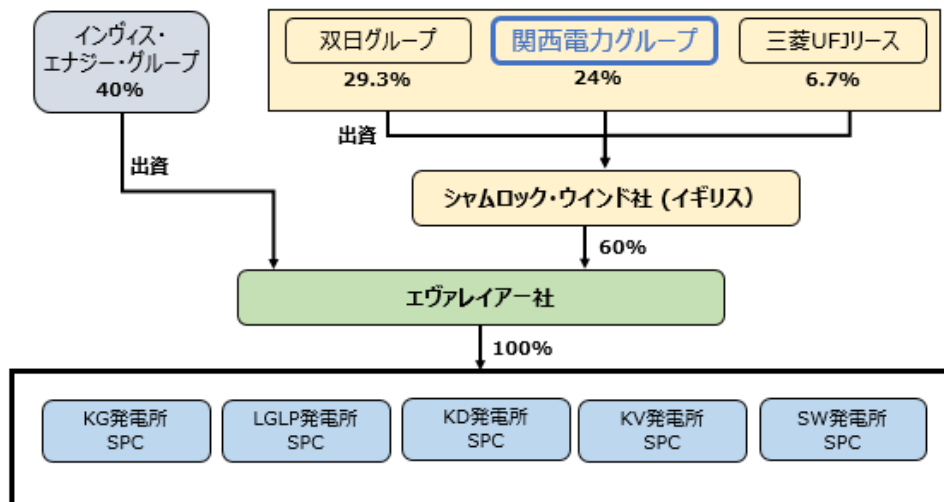 インヴィス・
エナジー・グループ
40%
双日グループ
29.3%
関西電力グループ
24%
三菱UFJリース
6.7%
出資
出資
シャムロック・ウインド社 (イギリス)
60%
エヴァレイアー社
100%
KG発電所
SPC
LGLP発電所
SPC
KD発電所
SPC
KV発電所
SPC
SW発電所
SPC